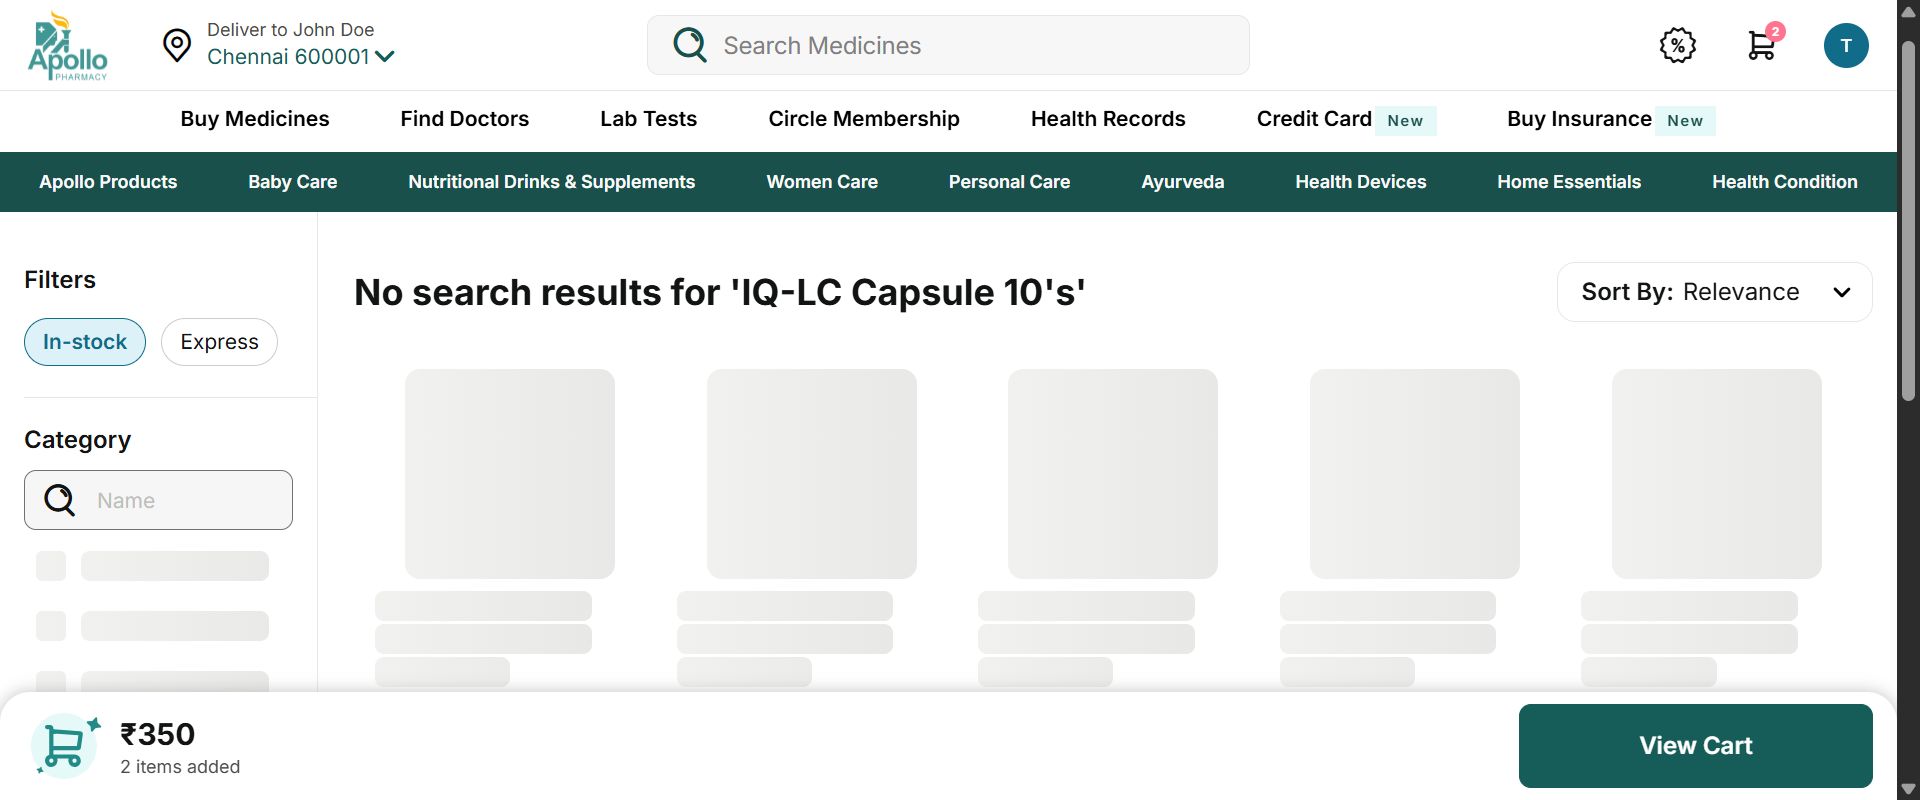 Apollo
PHARMACY
Deliver to John Doe
Chennai 600001
Search Medicines
%
2
T
Buy Medicines
Find Doctors
Lab Tests
Circle Membership
Health Records
Credit Card New
Buy Insurance New
Apollo Products
Baby Care
Nutritional Drinks & Supplements
Women Care
Personal Care
Ayurveda
Health Devices
Home Essentials
Health Condition
Filters
In-stock
Express
Category
Name
No search results for 'IQ-LC Capsule 10's'
Sort By: Relevance
₹350
2 items added
View Cart